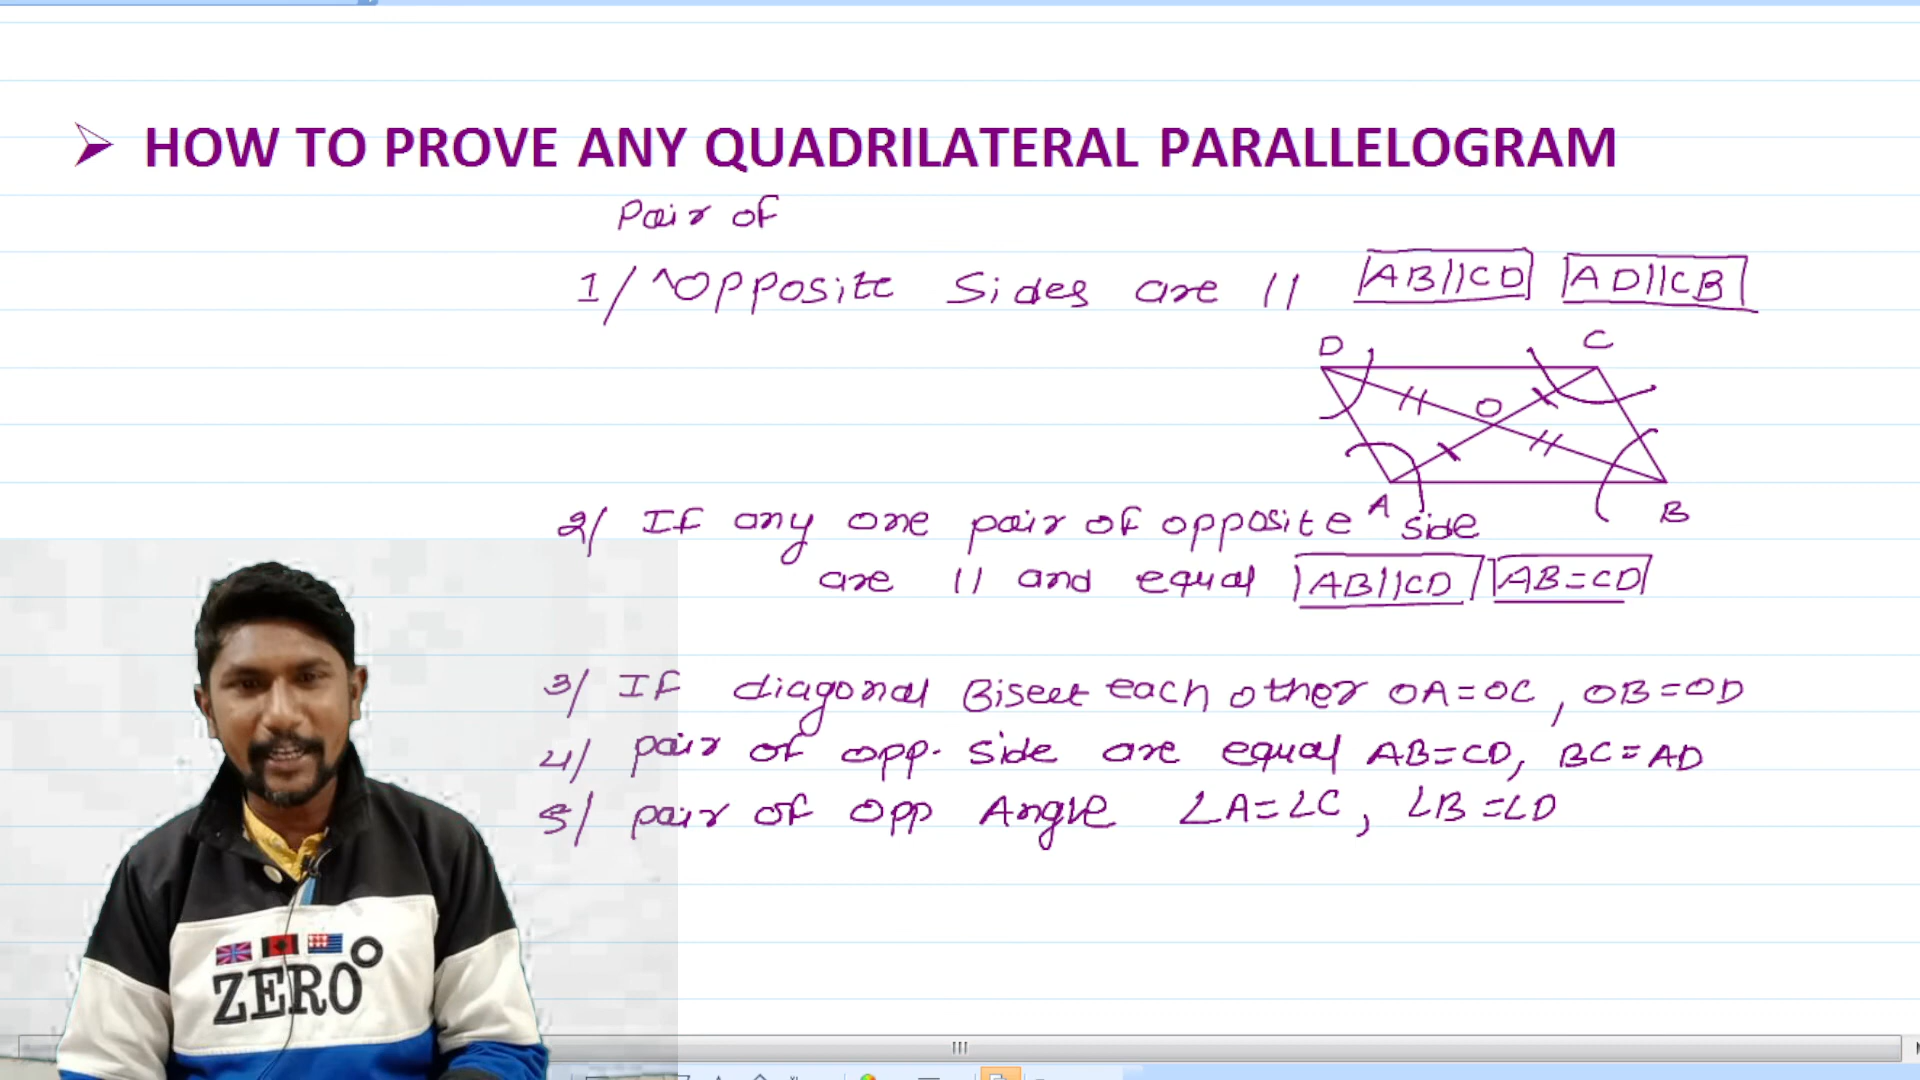 HOW TO PROVE ANY QUADRILATERAL PARALLELOGRAM
Pair of
1/ ^Opposite Sides are || AB||CD AD||CB
D C
O
A B
2/ If any one pair of opposite side
are || and equal AB||CD AB=CD
3/ If diagonal Bisect each other OA=OC, OB=OD
4/ pair of opp. side are equal AB=CD, BC=AD
5/ pair of opp Angle ∠A=∠C, ∠B=∠D
ZERO°